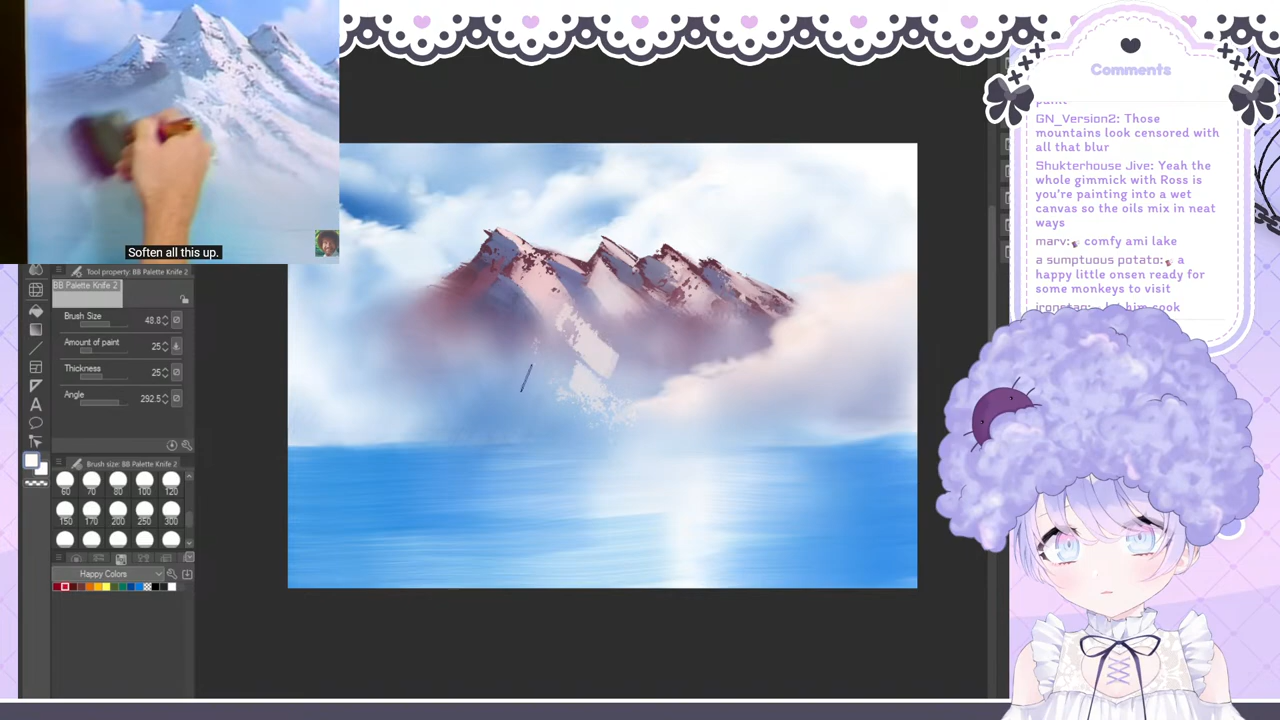 Soften all this up.
Tool property: BB Palette Knife 2
BB Palette Knife 2
Brush Size 48.8
Amount of paint 25
Thickness 25
Angle 292.5
Brush size: BB Palette Knife 2
60 70 80 100 120
150 170 200 250 300
Happy Colors
Comments
paint
GN_Version2: Those
mountains look censored with
all that blur
Shukterhouse Jive: Yeah the
whole gimmick with Ross is
you're painting into a wet
canvas so the oils mix in neat
ways
marv: comfy ami lake
a sumptuous potato: a
happy little onsen ready for
some monkeys to visit
him cook